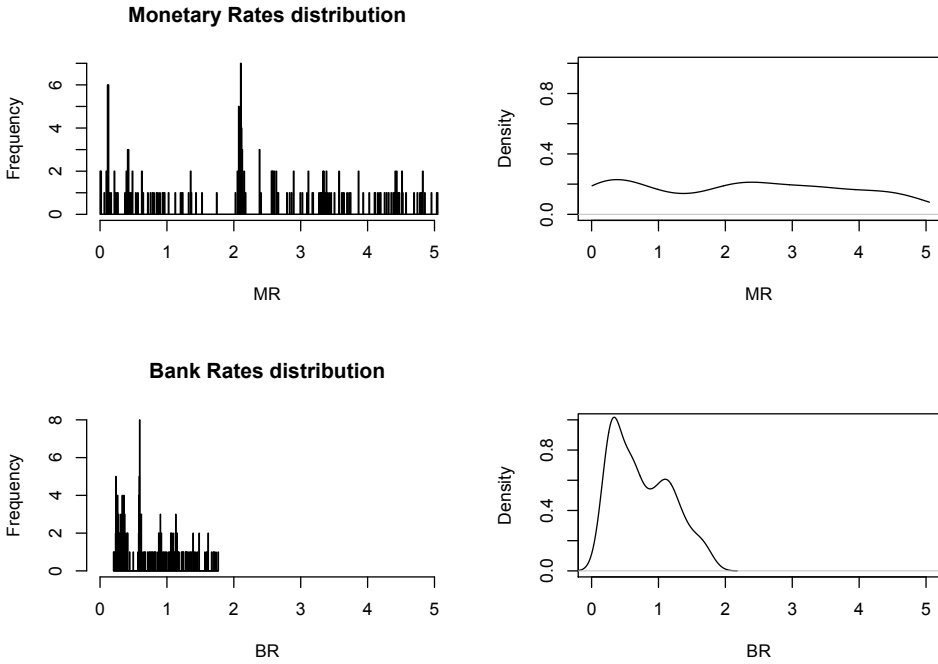 Monetary Rates distribution
Frequency
0 2 4 6
0 1 2 3 4 5
MR
Density
0.0 0.4 0.8
0 1 2 3 4 5
MR
Bank Rates distribution
Frequency
0 2 4 6 8
0 1 2 3 4 5
BR
Density
0.0 0.4 0.8
0 1 2 3 4 5
BR